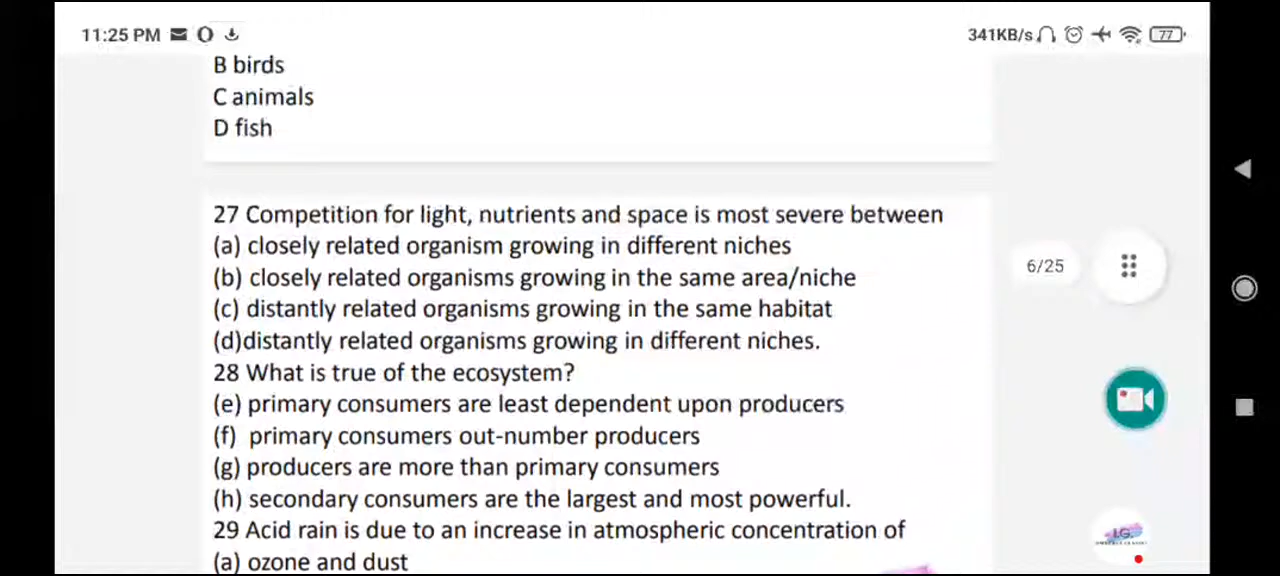 11:25 PM
341KB/s
77
B birds
C animals
D fish
27 Competition for light, nutrients and space is most severe between
(a) closely related organism growing in different niches
(b) closely related organisms growing in the same area/niche
(c) distantly related organisms growing in the same habitat
(d)distantly related organisms growing in different niches.
6/25
28 What is true of the ecosystem?
(e) primary consumers are least dependent upon producers
(f) primary consumers out-number producers
(g) producers are more than primary consumers
(h) secondary consumers are the largest and most powerful.
29 Acid rain is due to an increase in atmospheric concentration of
(a) ozone and dust
LG